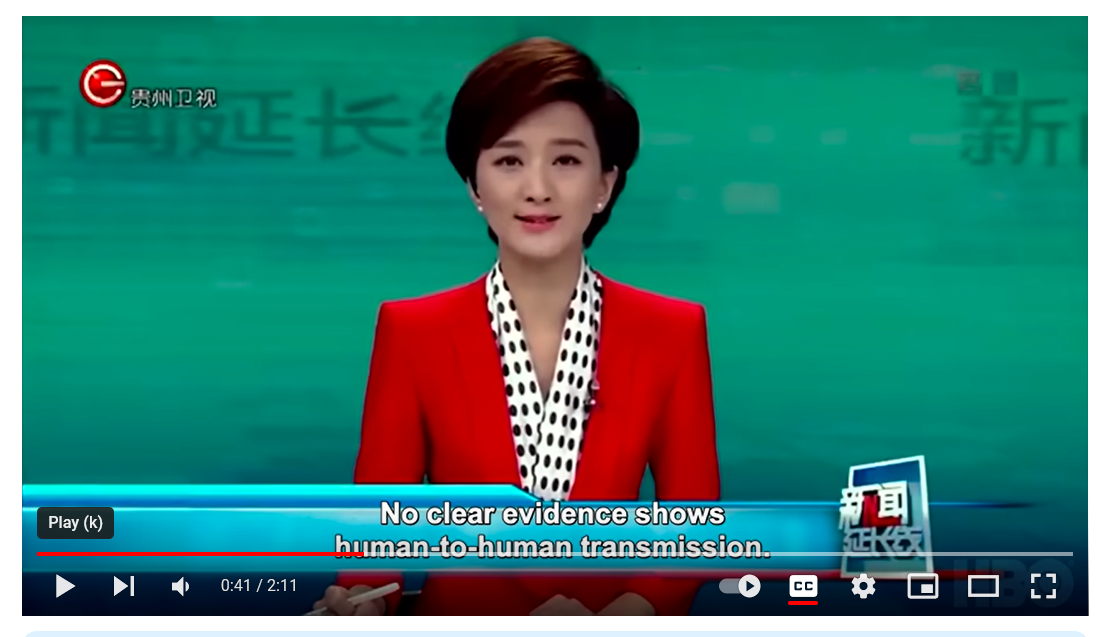 贵州卫视
新闻延长线
新闻
No clear evidence shows
human-to-human transmission.
新闻
延长线
Play (k)
0:41 / 2:11
CC
HBO